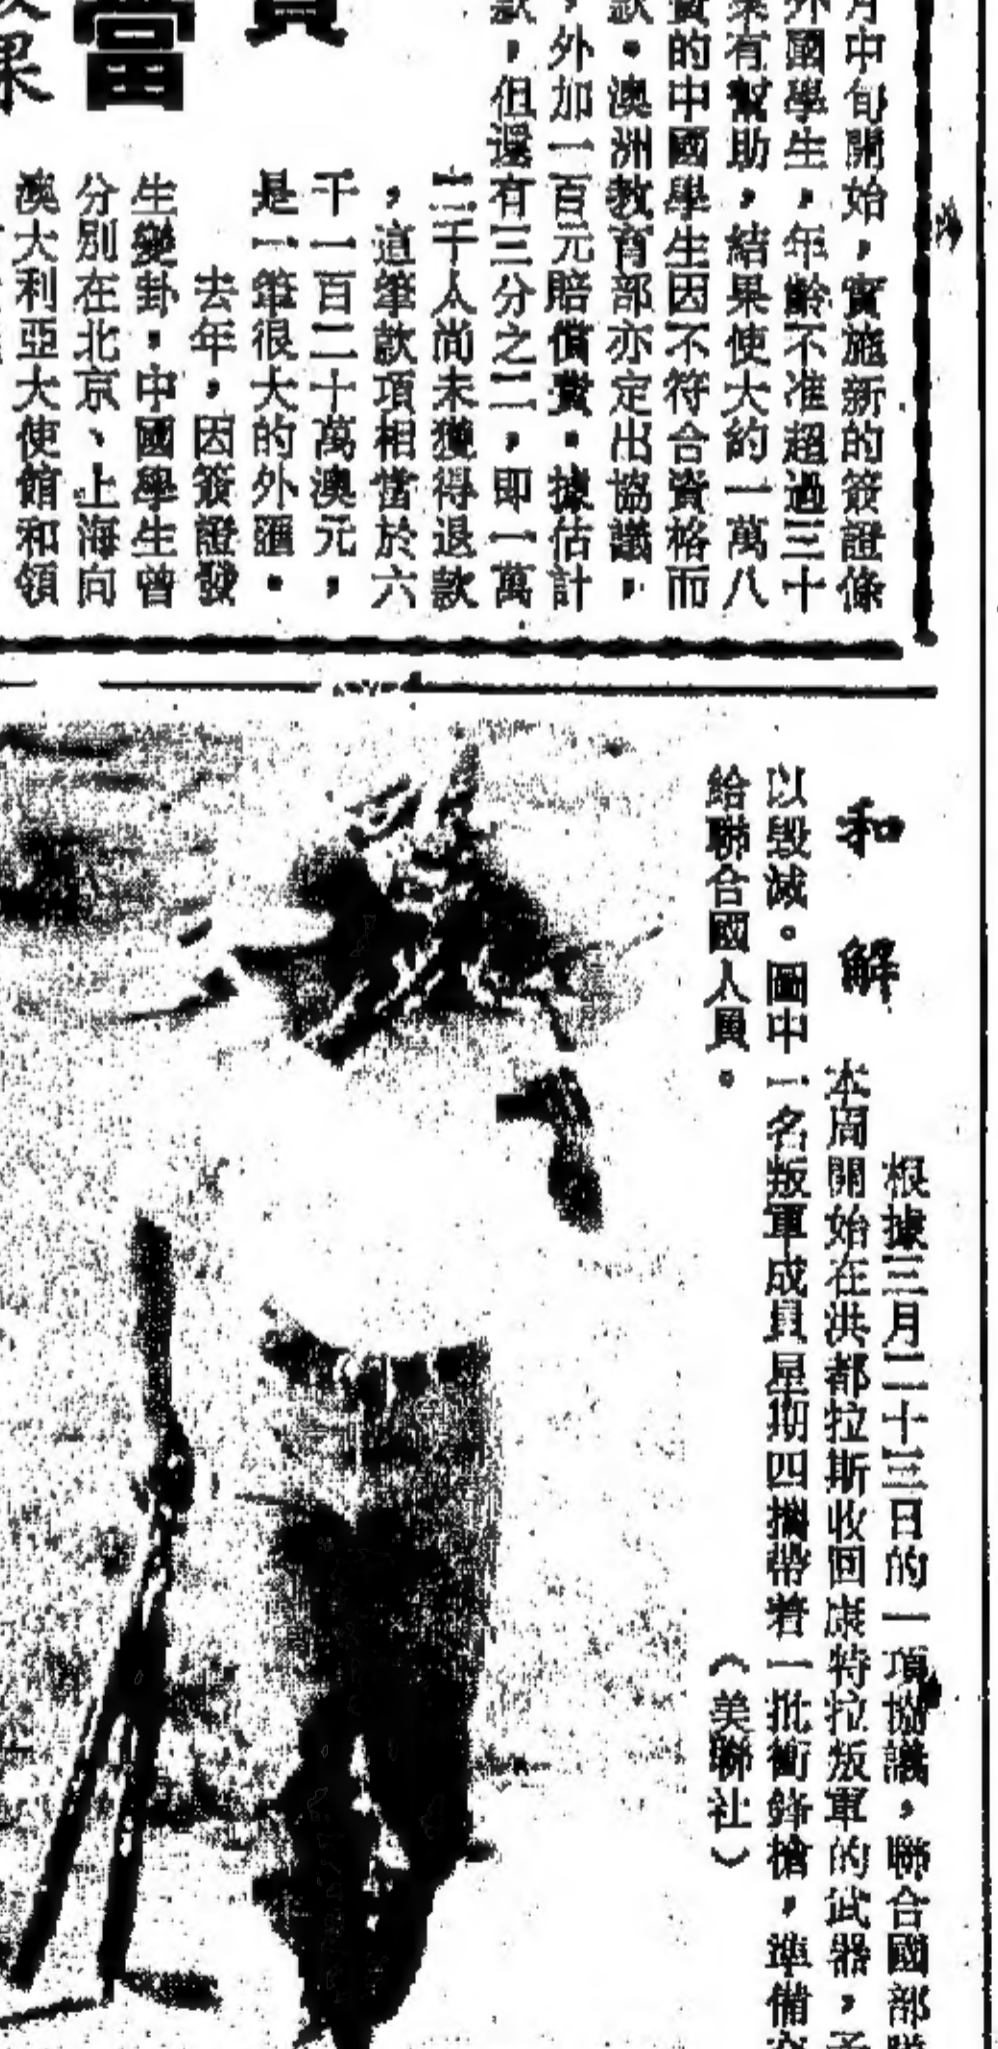 月中旬開始，實施新的簽證條
外國學生，年齡不准超過三十
果有幫助，結果使大約一萬八
費的中國學生因不符合資格而
款。澳洲教育部亦定出協議，
，外加一百元賠償費。據估計
款，但還有三分之二，即一萬
二千人尚未獲得退款
，這筆款項相當於六
千一百二十萬澳元，
是一筆很大的外匯。
去年，因簽證發
生變卦，中國學生曾
分別在北京、上海向
澳大利亞大使館和領
當
果
和解
根據三月二十三日的一項協議，聯合國部隊
本周開始在洪都拉斯收回康特拉叛軍的武器，予
以毀滅。圖中一名叛軍成員星期四攜帶着一批衝鋒槍，準備交
給聯合國人員。
（美聯社）